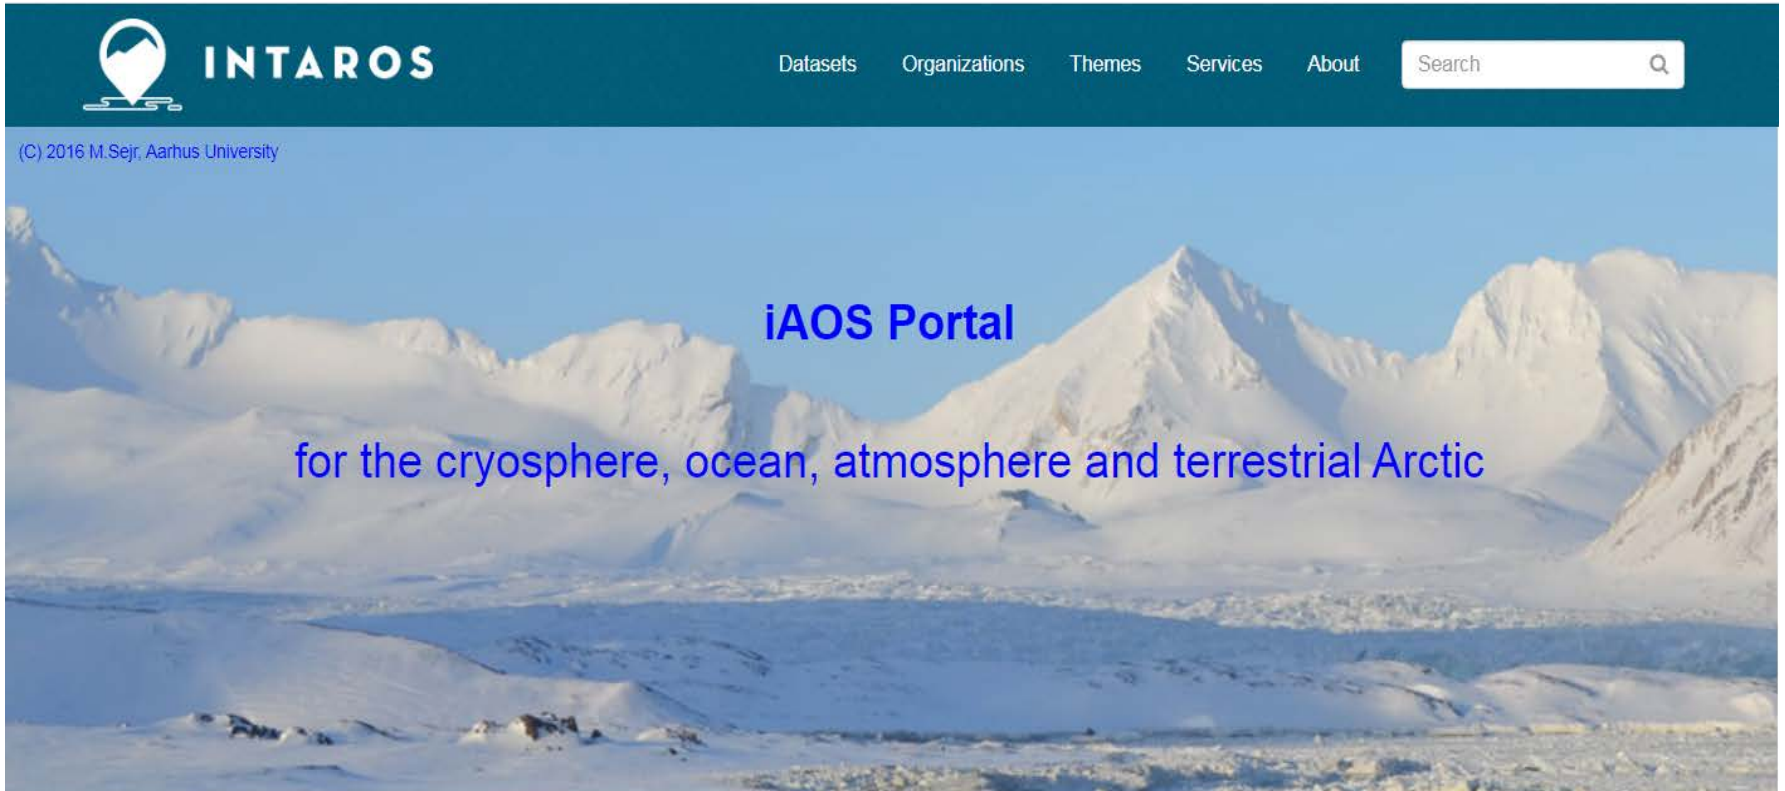 INTAROS
Datasets Organizations Themes Services About Search
(C) 2016 M.Sejr, Aarhus University
iAOS Portal
for the cryosphere, ocean, atmosphere and terrestrial Arctic